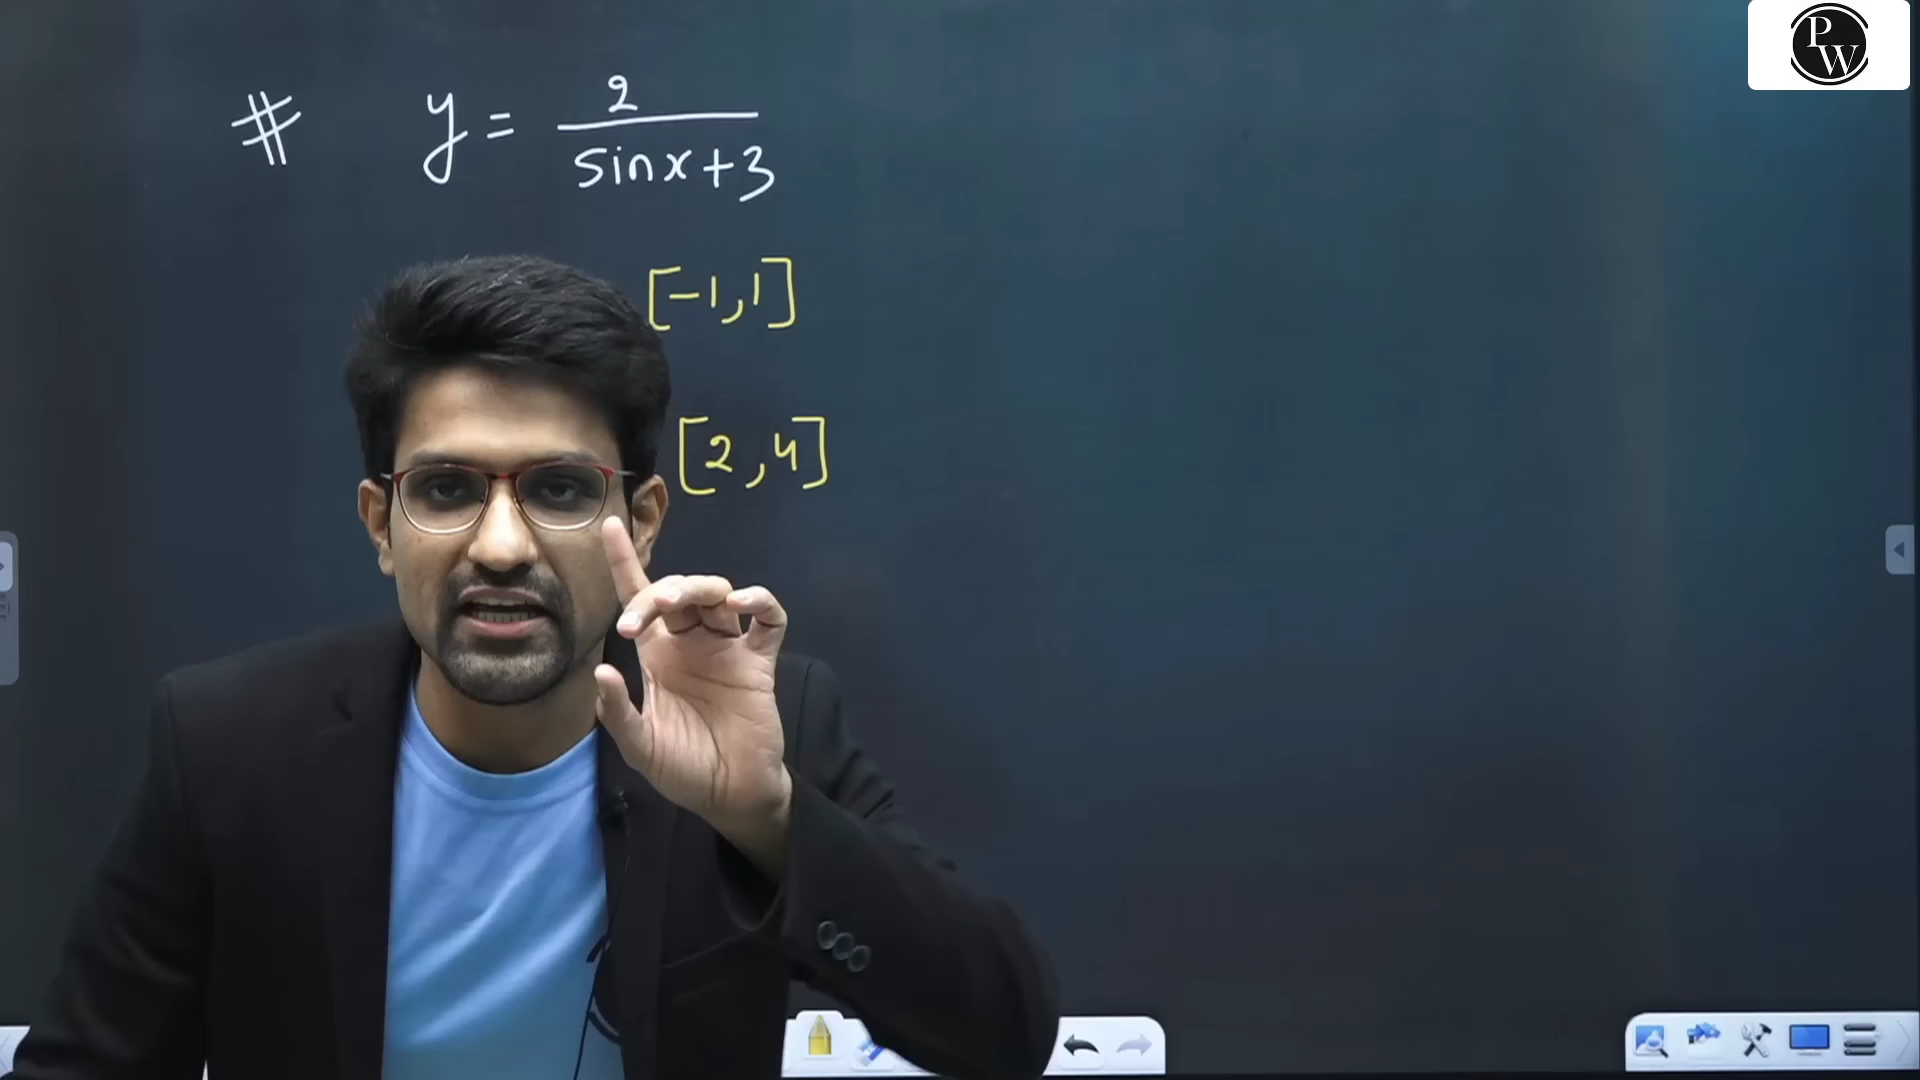 PW
# y = 2 / (sinx+3)
[-1,1]
[2,4]